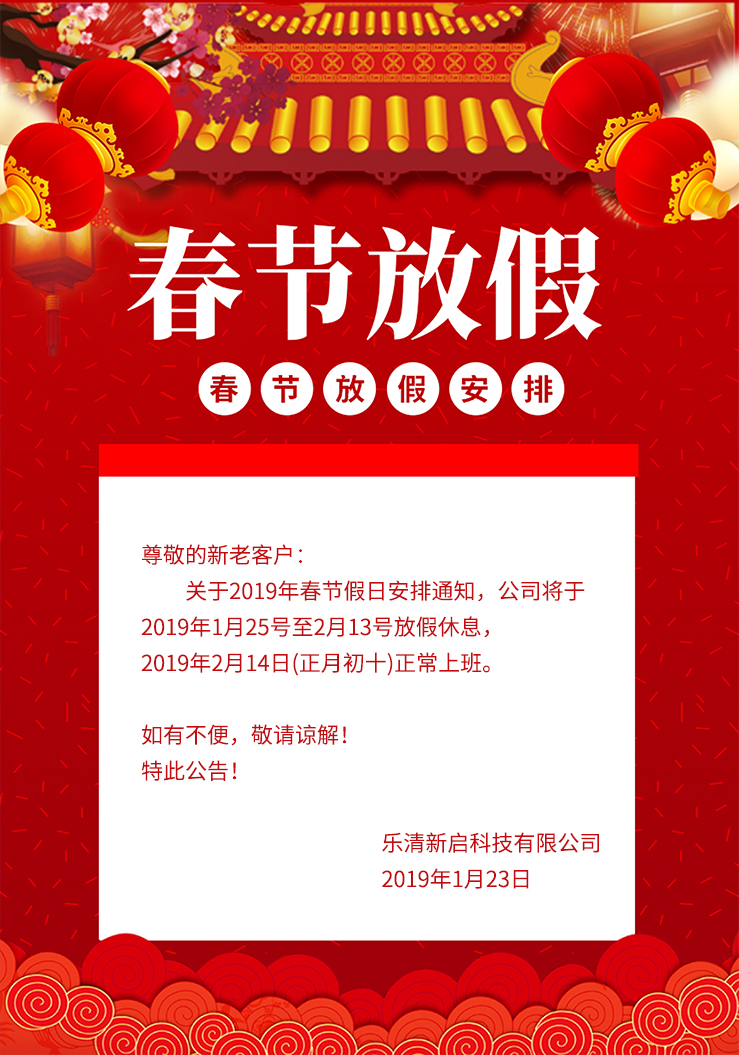 春节放假
春节放假安排
尊敬的新老客户：
关于2019年春节假日安排通知，公司将于
2019年1月25号至2月13号放假休息，
2019年2月14日(正月初十)正常上班。
如有不便，敬请谅解！
特此公告！
乐清新启科技有限公司
2019年1月23日